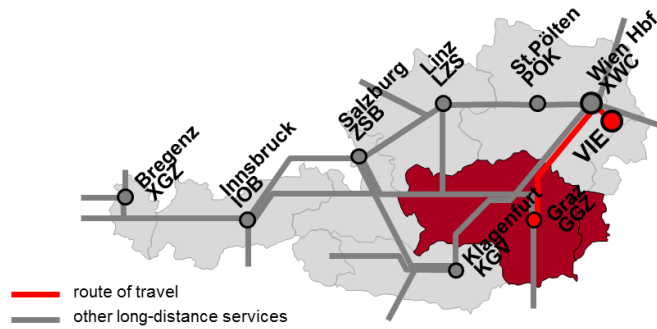 Bregenz
XGZ
Innsbruck
IOB
Salzburg
ZSB
Linz
LZS
St.Pölten
POK
Wien Hbf
XWC
VIE
Graz
GGZ
Klagenfurt
KGV
route of travel
other long-distance services